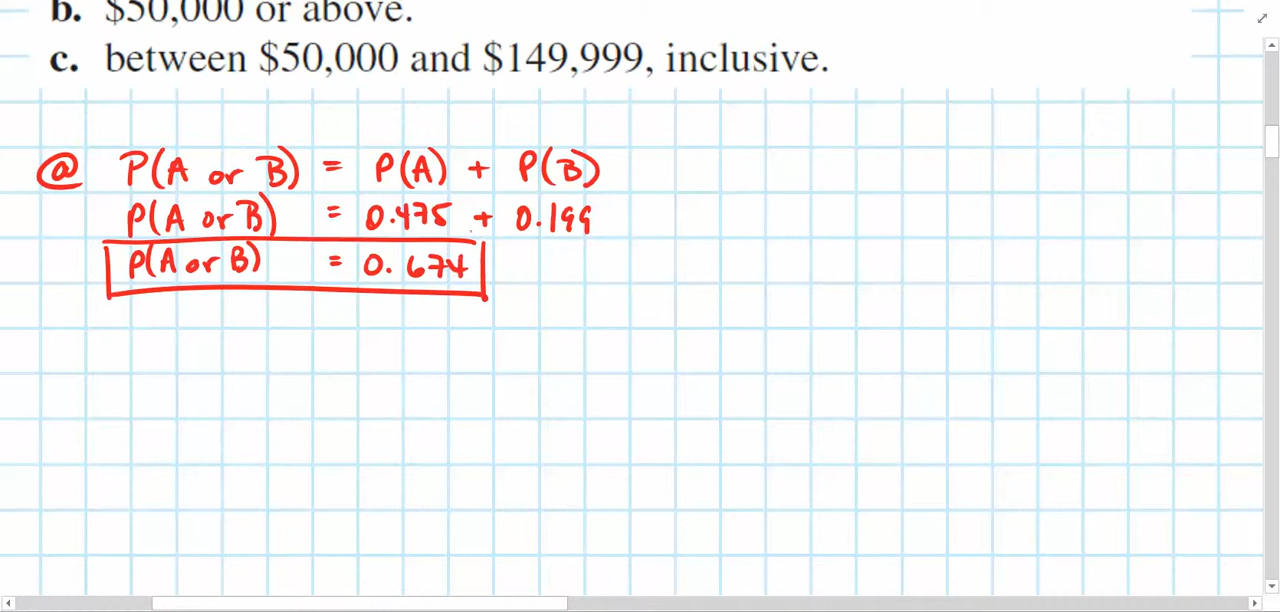 b. $50,000 or above.
c. between $50,000 and $149,999, inclusive.
ⓐ P(A or B) = P(A) + P(B)
P(A or B) = 0.475 + 0.199
P(A or B) = 0.674